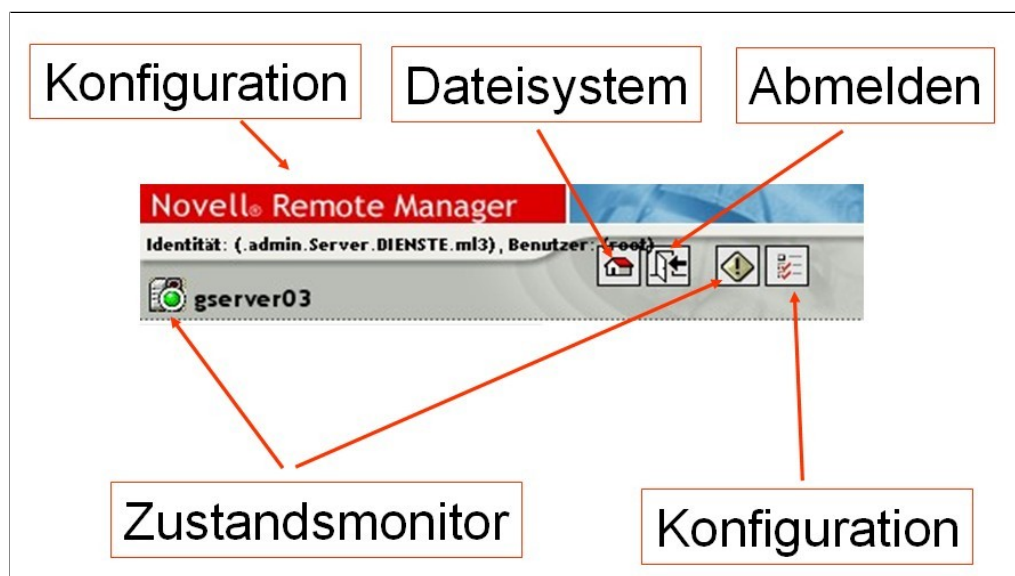 Konfiguration
Dateisystem
Abmelden
Novell® Remote Manager
Identität: (.admin.Server.DIENSTE.ml3), Benutzer: (root)
gserver03
Zustandsmonitor
Konfiguration